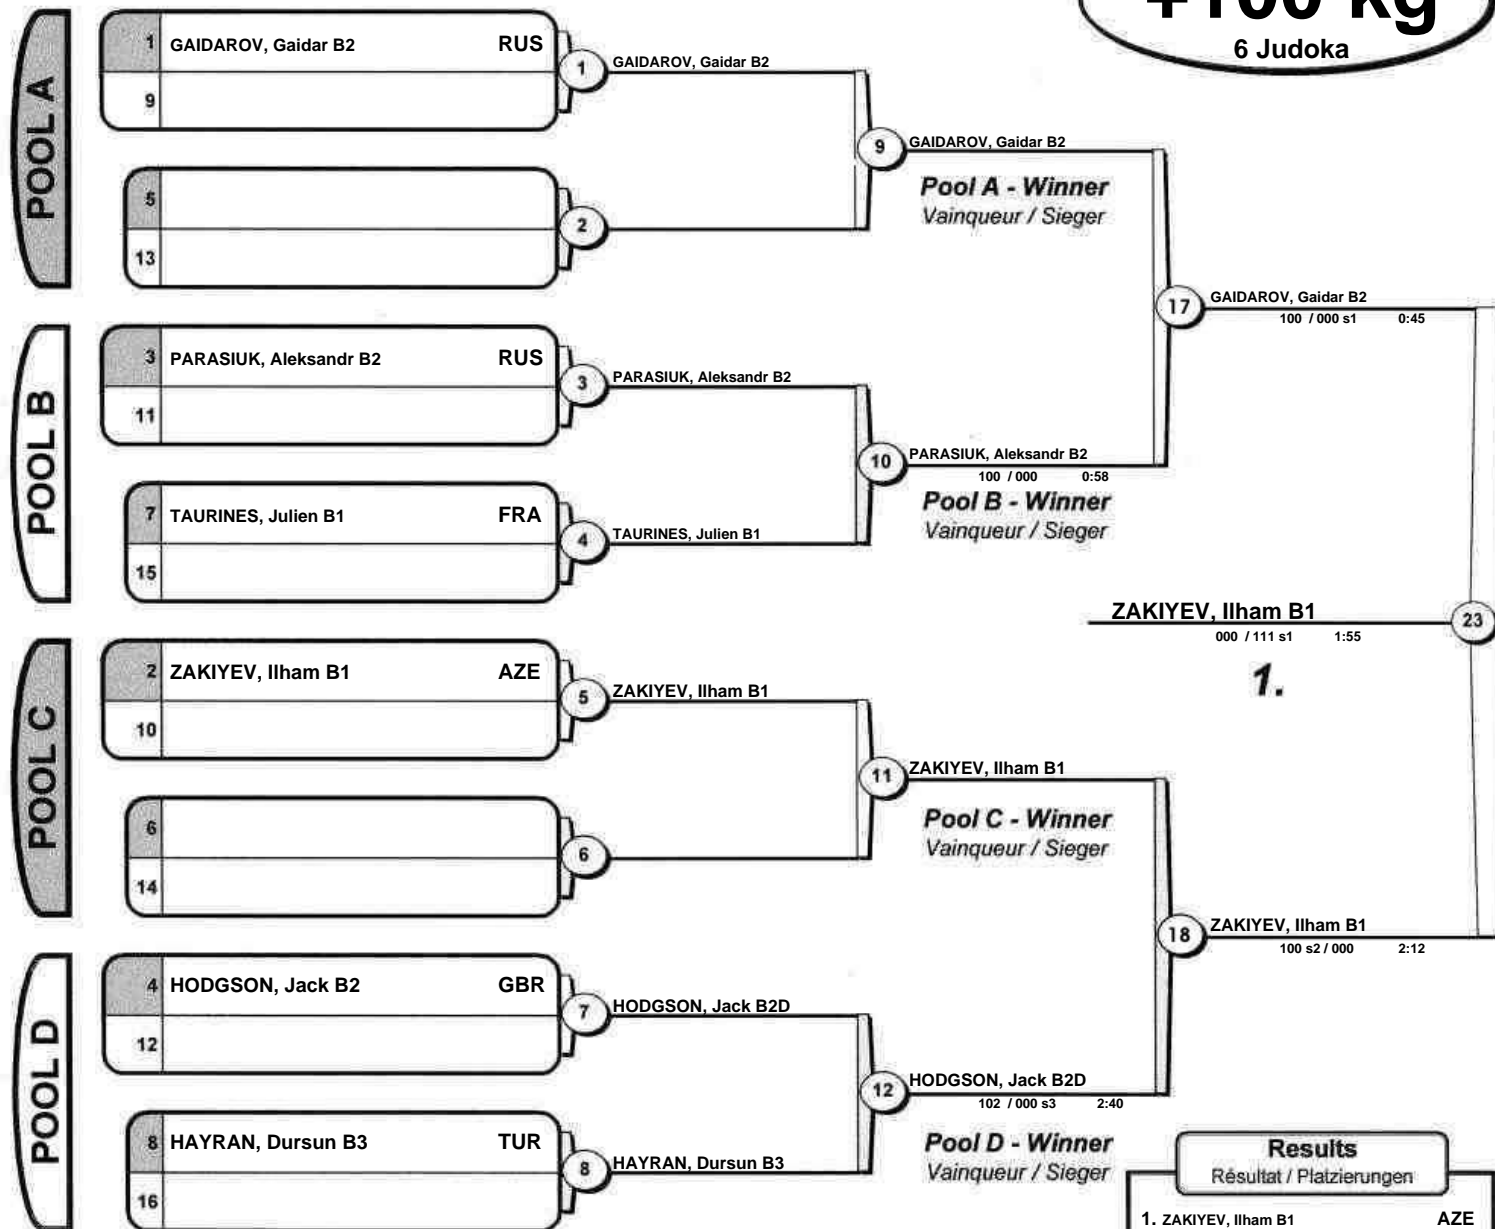 +100 kg
6 Judoka
POOL A
1 GAIDAROV, Gaidar B2 RUS
9
1
GAIDAROV, Gaidar B2
5
13
2
9
GAIDAROV, Gaidar B2
Pool A - Winner
Vainqueur / Sieger
POOL B
3 PARASIUK, Aleksandr B2 RUS
11
3
PARASIUK, Aleksandr B2
7 TAURINES, Julien B1 FRA
15
4
TAURINES, Julien B1
10
PARASIUK, Aleksandr B2
100 / 000 0:58
Pool B - Winner
Vainqueur / Sieger
17
GAIDAROV, Gaidar B2
100 / 000 s1 0:45
ZAKIYEV, Ilham B1
000 / 111 s1 1:55
1.
23
POOL C
2 ZAKIYEV, Ilham B1 AZE
10
5
ZAKIYEV, Ilham B1
6
14
6
11
ZAKIYEV, Ilham B1
Pool C - Winner
Vainqueur / Sieger
POOL D
4 HODGSON, Jack B2 GBR
12
7
HODGSON, Jack B2D
8 HAYRAN, Dursun B3 TUR
16
8
HAYRAN, Dursun B3
12
HODGSON, Jack B2D
102 / 000 s3 2:40
Pool D - Winner
Vainqueur / Sieger
18
ZAKIYEV, Ilham B1
100 s2 / 000 2:12
Results
Résultat / Platzierungen
1. ZAKIYEV, Ilham B1 AZE